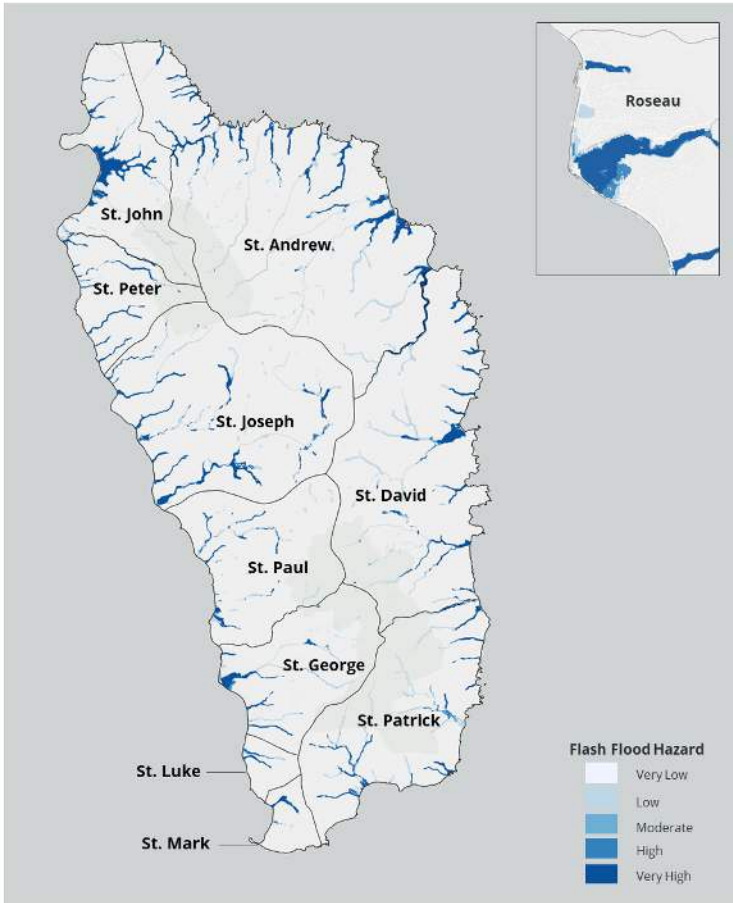 Roseau
St. John
St. Andrew
St. Peter
St. Joseph
St. David
St. Paul
St. George
St. Patrick
St. Luke
St. Mark
Flash Flood Hazard
Very Low
Low
Moderate
High
Very High